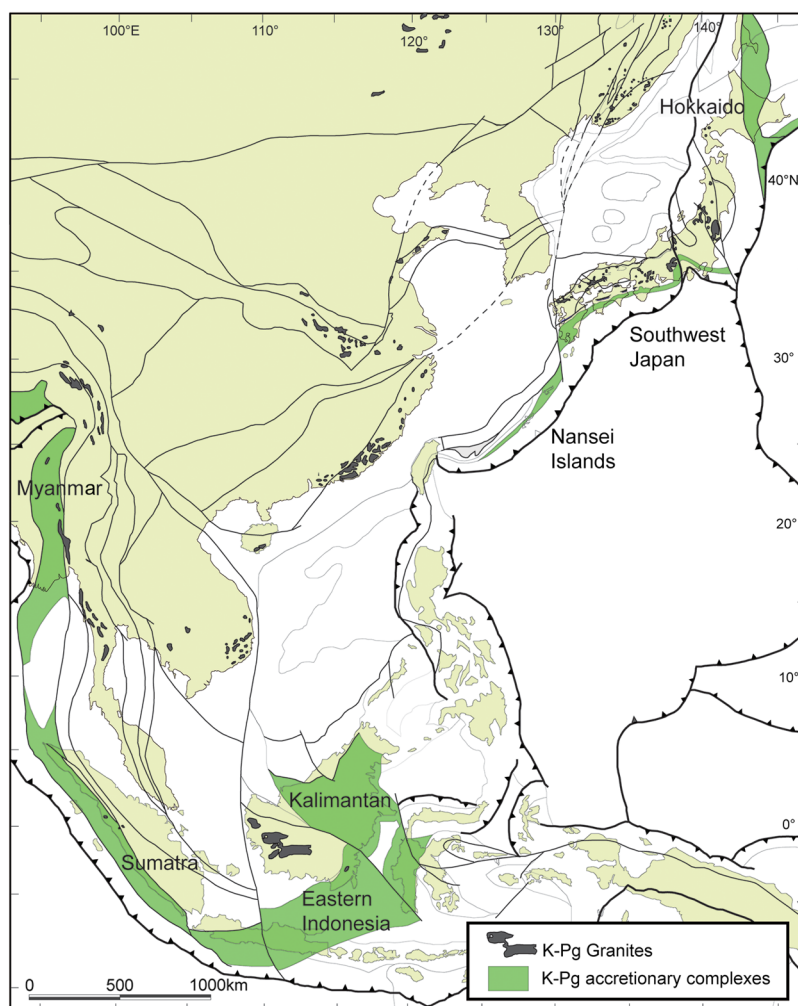 100°E
110°
120°
130°
140°
Hokkaido
40°N
Southwest
Japan
30°
Nansei
Islands
Myanmar
20°
10°
Kalimantan
0°
Sumatra
Eastern
Indonesia
K-Pg Granites
K-Pg accretionary complexes
0 500 1000km